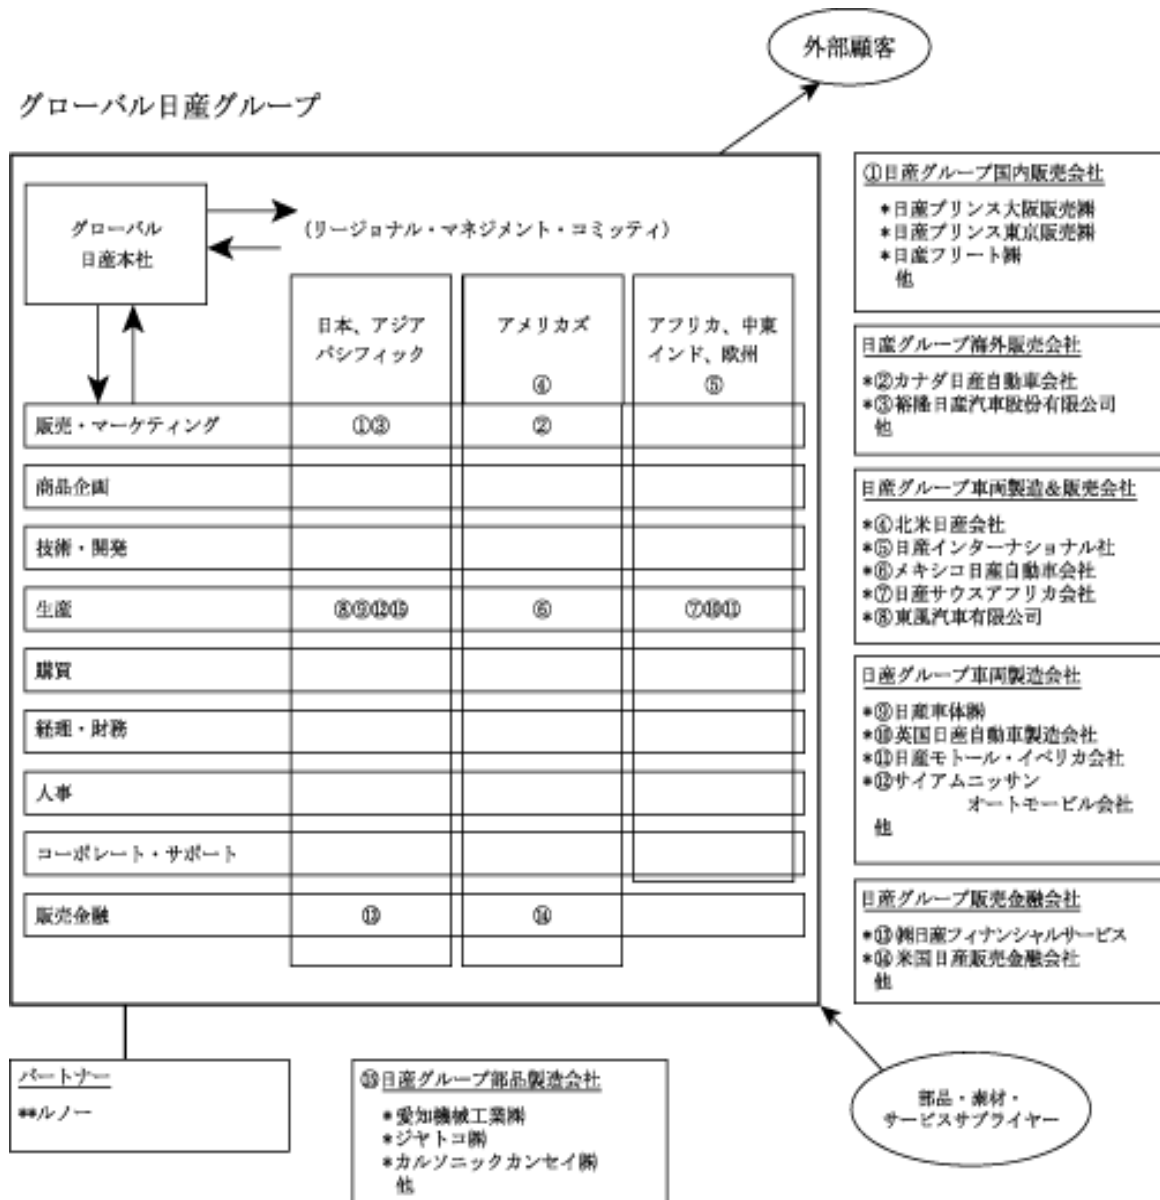 外部顧客
グローバル日産グループ
グローバル
日産本社
(リージョナル・マネジメント・コミッティ)
日本、アジア
パシフィック
アメリカズ
④
アフリカ、中東
インド、欧州
⑤
販売・マーケティング
①③
②
商品企画
技術・開発
生産
⑧⑨⑫⑮
⑥
⑦⑩⑪
購買
経理・財務
人事
コーポレート・サポート
販売金融
⑬
⑭
①日産グループ国内販売会社
*日産プリンス大阪販売㈱
*日産プリンス東京販売㈱
*日産フリート㈱
他
日産グループ海外販売会社
*②カナダ日産自動車会社
*③裕隆日産汽車股份有限公司
他
日産グループ車両製造&販売会社
*④北米日産会社
*⑤日産インターナショナル社
*⑥メキシコ日産自動車会社
*⑦日産サウスアフリカ会社
*⑧東風汽車有限公司
日産グループ車両製造会社
*⑨日産車体㈱
*⑩英国日産自動車製造会社
*⑪日産モトール・イベリカ会社
*⑫サイアムニッサン
オートモービル会社
他
日産グループ販売金融会社
*⑬㈱日産フィナンシャルサービス
*⑭米国日産販売金融会社
他
パートナー
**ルノー
⑮日産グループ部品製造会社
*愛知機械工業㈱
*ジヤトコ㈱
*カルソニックカンセイ㈱
他
部品・素材・
サービスサプライヤー